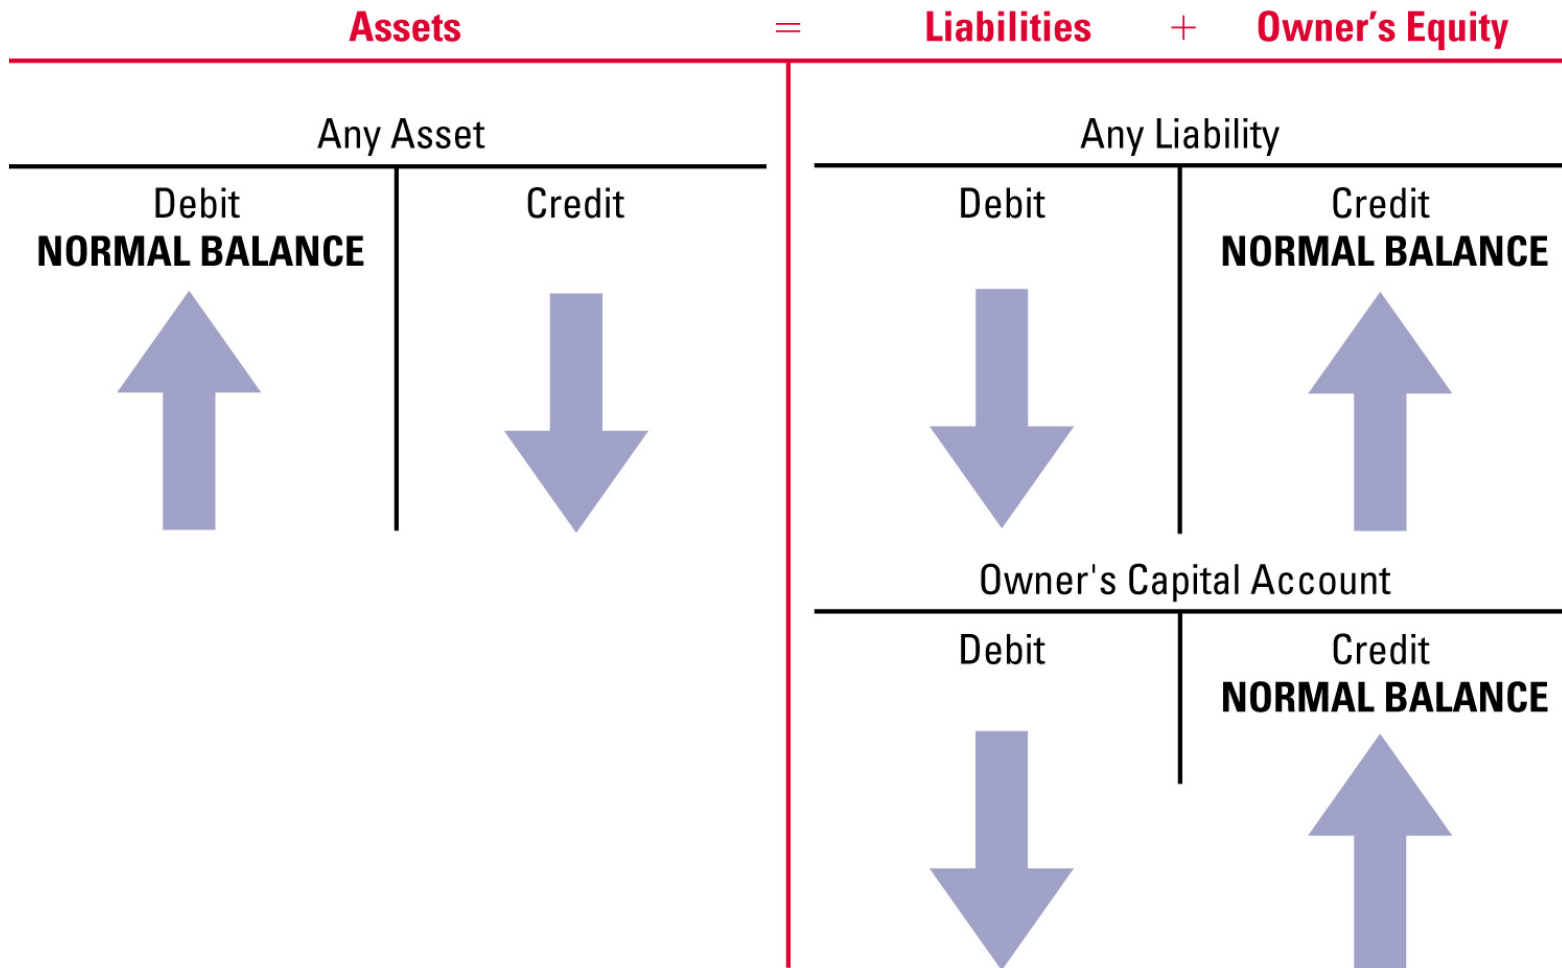 Assets = Liabilities + Owner's Equity
Any Asset
Debit Credit
NORMAL BALANCE
Any Liability
Debit Credit
NORMAL BALANCE
Owner's Capital Account
Debit Credit
NORMAL BALANCE